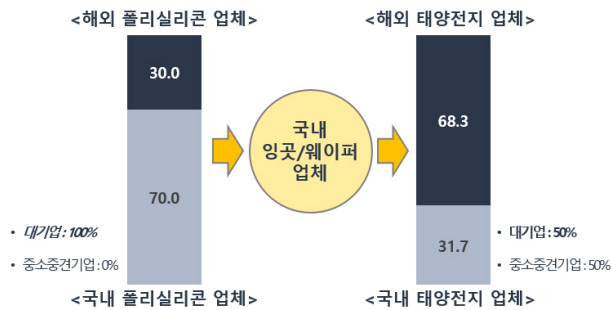 <해외 폴리실리콘 업체>
30.0
70.0
• 대기업 : 100%
• 중소중견기업 : 0%
<국내 폴리실리콘 업체>
국내
잉곳/웨이퍼
업체
<해외 태양전지 업체>
68.3
31.7
• 대기업 : 50%
• 중소중견기업 : 50%
<국내 태양전지 업체>